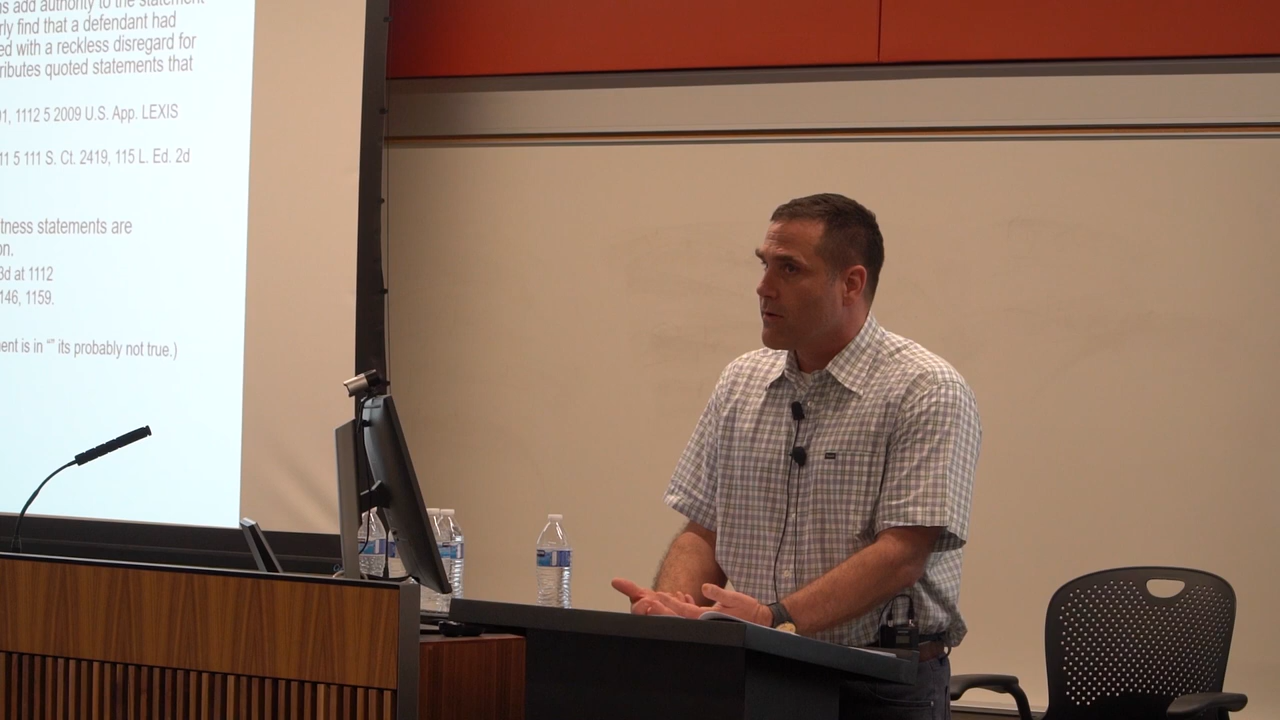 ns add authority to the statement
rly find that a defendant had
ed with a reckless disregard for
ributes quoted statements that
01, 1112 5 2009 U.S. App. LEXIS
11 5 111 S. Ct. 2419, 115 L. Ed. 2d
tness statements are
on.
3d at 1112
146, 1159.
ent is in “” its probably not true.)